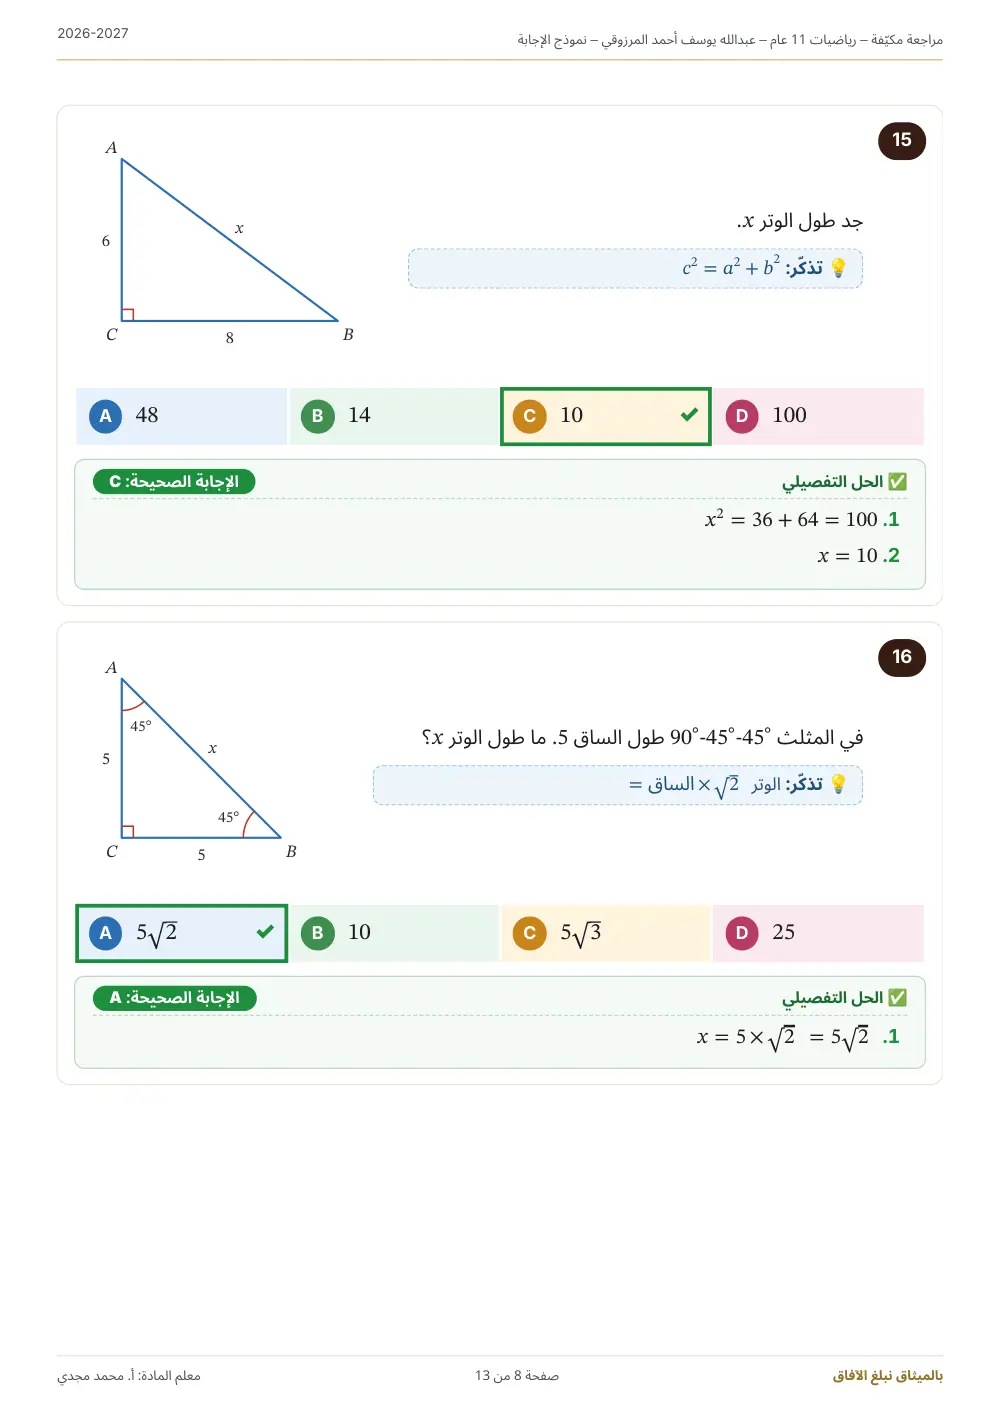 مراجعة مكيّفة – رياضيات 11 عام – عبدالله يوسف أحمد المرزوقي – نموذج الإجابة
2026-2027
15
جد طول الوتر x.
💡 تذكّر: c² = a² + b²
A
6
x
C
8
B
A 48
B 14
C 10 ✔
D 100
✅ الحل التفصيلي
الإجابة الصحيحة: C
1. x² = 36 + 64 = 100
2. x = 10
16
في المثلث 45°-45°-90° طول الساق 5. ما طول الوتر x؟
💡 تذكّر: الوتر = الساق × √2
A
45°
5
x
45°
C
5
B
A 5√2 ✔
B 10
C 5√3
D 25
✅ الحل التفصيلي
الإجابة الصحيحة: A
1. x = 5 × √2 = 5√2
بالميثاق نبلغ الآفاق
صفحة 8 من 13
معلم المادة: أ. محمد مجدي